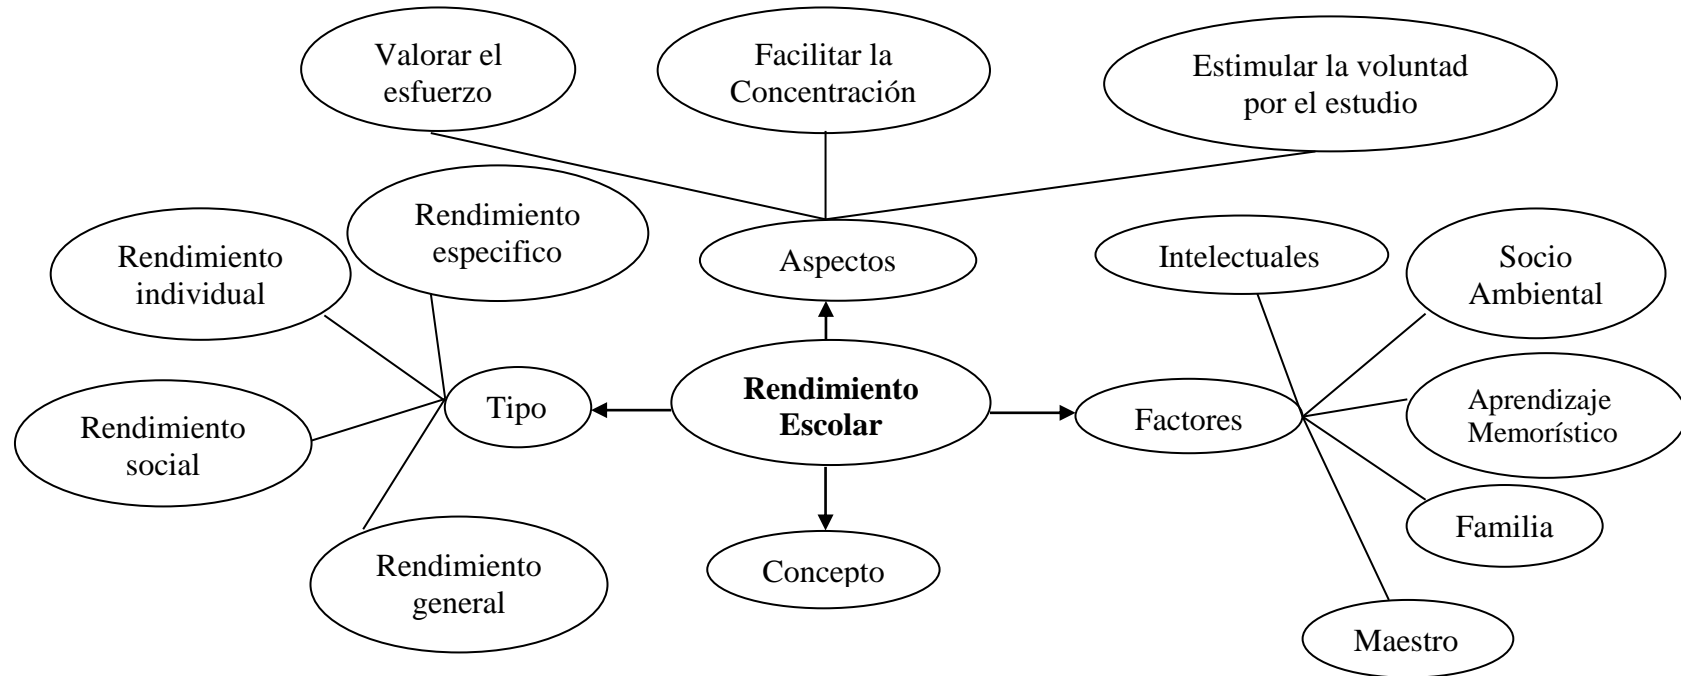 Valorar el
esfuerzo
Facilitar la
Concentración
Estimular la voluntad
por el estudio
Rendimiento
especifico
Rendimiento
individual
Aspectos
Intelectuales
Socio
Ambiental
Rendimiento
social
Tipo
Rendimiento
Escolar
Factores
Aprendizaje
Memorístico
Familia
Rendimiento
general
Concepto
Maestro